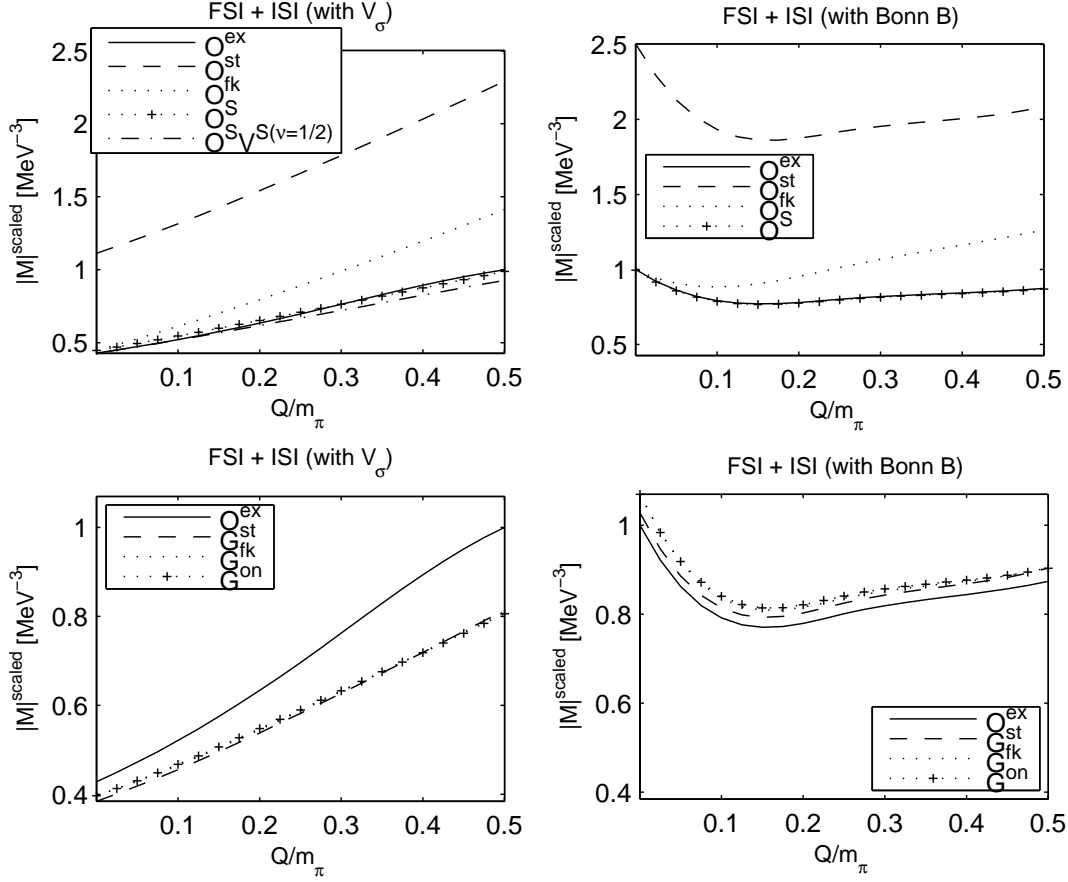 FSI + ISI (with V_σ)
|M|^scaled [MeV^−3]
2.5
2
1.5
1
0.5
O^ex
O^st
O^fk
O^S
O^S V^S(ν=1/2)
0.1 0.2 0.3 0.4 0.5
Q/m_π
FSI + ISI (with Bonn B)
|M|^scaled [MeV^−3]
2.5
2
1.5
1
0.5
O^ex
O^st
O^fk
O^S
0.1 0.2 0.3 0.4 0.5
Q/m_π
FSI + ISI (with V_σ)
|M|^scaled [MeV^−3]
1
0.8
0.6
0.4
O^ex
G^st
G^fk
G^on
0.1 0.2 0.3 0.4 0.5
Q/m_π
FSI + ISI (with Bonn B)
|M|^scaled [MeV^−3]
1
0.8
0.6
0.4
O^ex
G^st
G^fk
G^on
0.1 0.2 0.3 0.4 0.5
Q/m_π